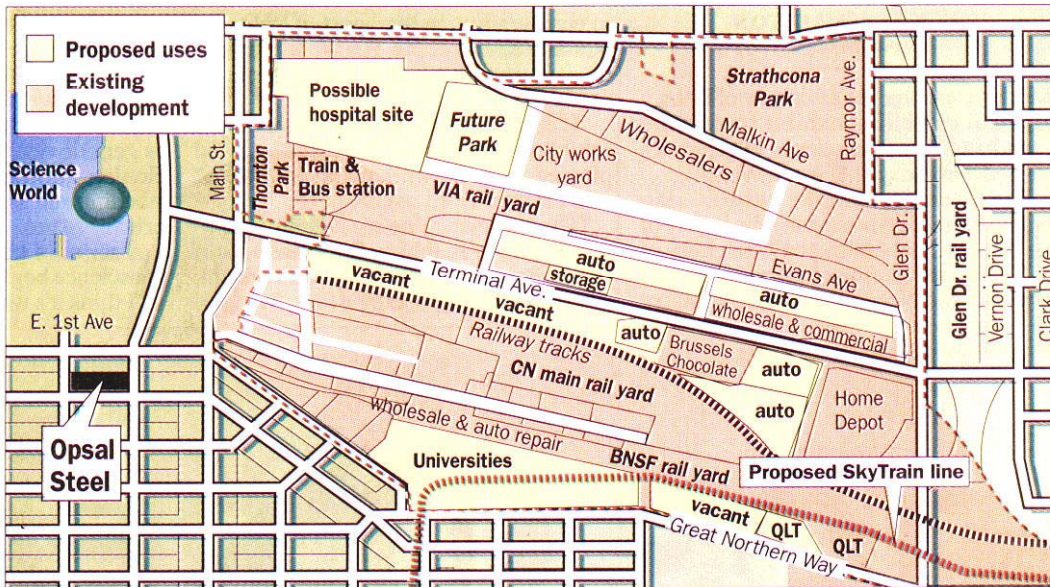 Proposed uses
Existing
development
Science
World
Main St.
Thornton
Park
Possible
hospital site
Future
Park
Train &
Bus station
VIA rail yard
City works
yard
Wholesalers
Strathcona
Park
Malkin Ave
Raymor Ave.
Glen Dr.
Glen Dr. rail yard
Vernon Drive
Clark Drive
Evans Ave
auto
storage
auto
wholesale & commercial
Terminal Ave.
vacant
vacant
Railway tracks
auto
Brussels
Chocolate
auto
auto
Home
Depot
CN main rail yard
wholesale & auto repair
BNSF rail yard
Universities
Proposed SkyTrain line
vacant
QLT
QLT
Great Northern Way
E. 1st Ave
Opsal
Steel